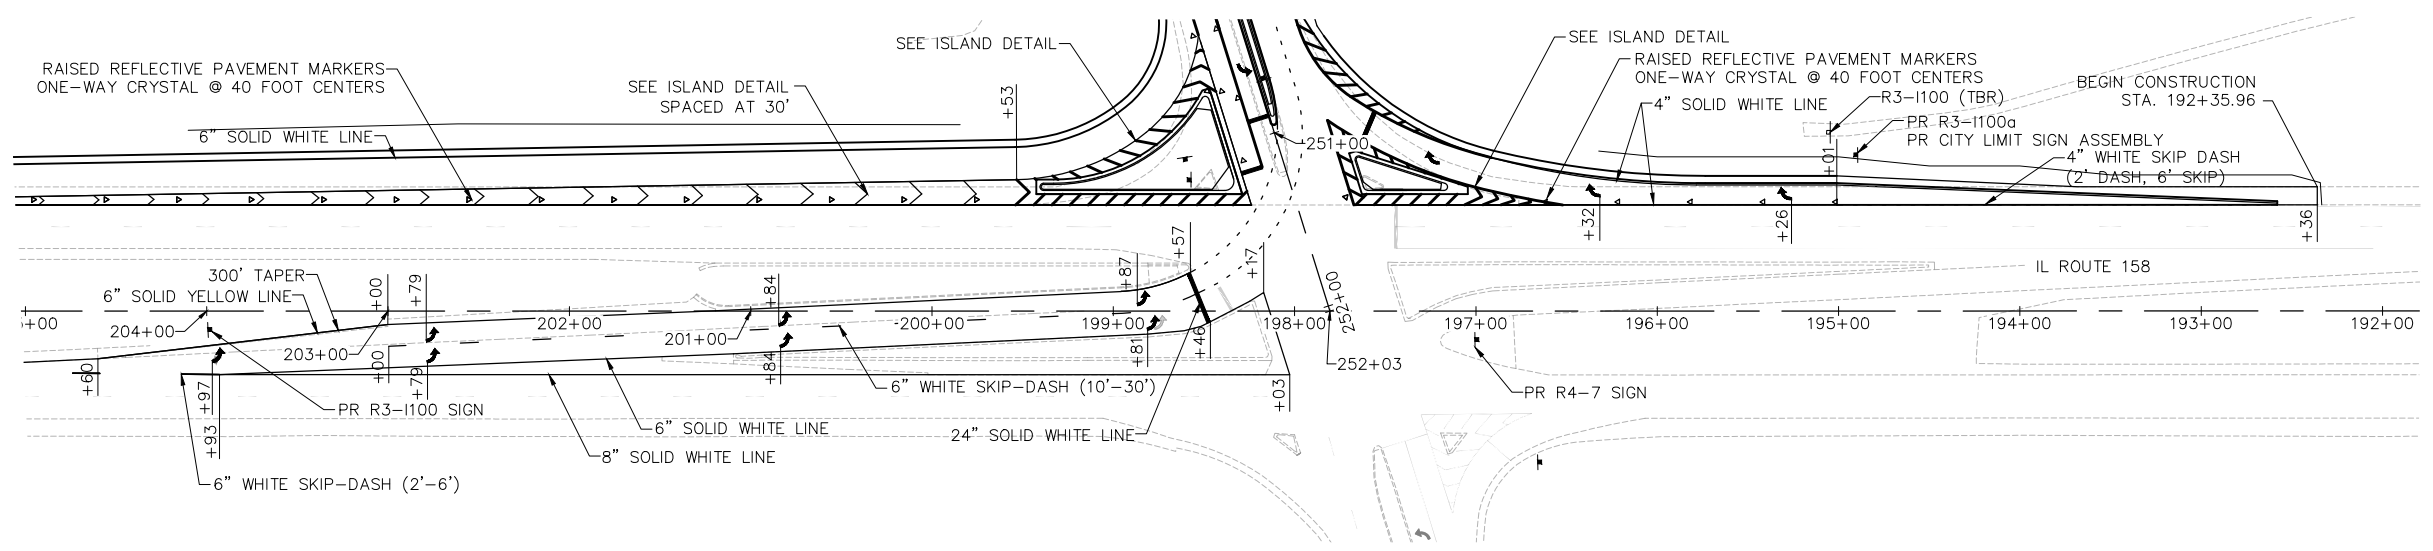 SEE ISLAND DETAIL
SEE ISLAND DETAIL
RAISED REFLECTIVE PAVEMENT MARKERS
ONE-WAY CRYSTAL @ 40 FOOT CENTERS
SEE ISLAND DETAIL
SPACED AT 30'
+53
RAISED REFLECTIVE PAVEMENT MARKERS
ONE-WAY CRYSTAL @ 40 FOOT CENTERS
BEGIN CONSTRUCTION
STA. 192+35.96
4" SOLID WHITE LINE
R3-I100 (TBR)
PR R3-I100a
PR CITY LIMIT SIGN ASSEMBLY
6" SOLID WHITE LINE
251+00
+01
4" WHITE SKIP DASH
(2' DASH, 6' SKIP)
+32
+26
+36
+57
+17
+87
IL ROUTE 158
300' TAPER
6" SOLID YELLOW LINE
+00
+79
+84
252+00
+00
204+00
203+00
202+00
201+00
200+00
199+00
198+00
197+00
196+00
195+00
194+00
193+00
192+00
+60
+97
+93
+00
+79
+84
+81
+46
+03
252+03
6" WHITE SKIP-DASH (10'-30')
PR R4-7 SIGN
PR R3-I100 SIGN
6" SOLID WHITE LINE
24" SOLID WHITE LINE
8" SOLID WHITE LINE
6" WHITE SKIP-DASH (2'-6')